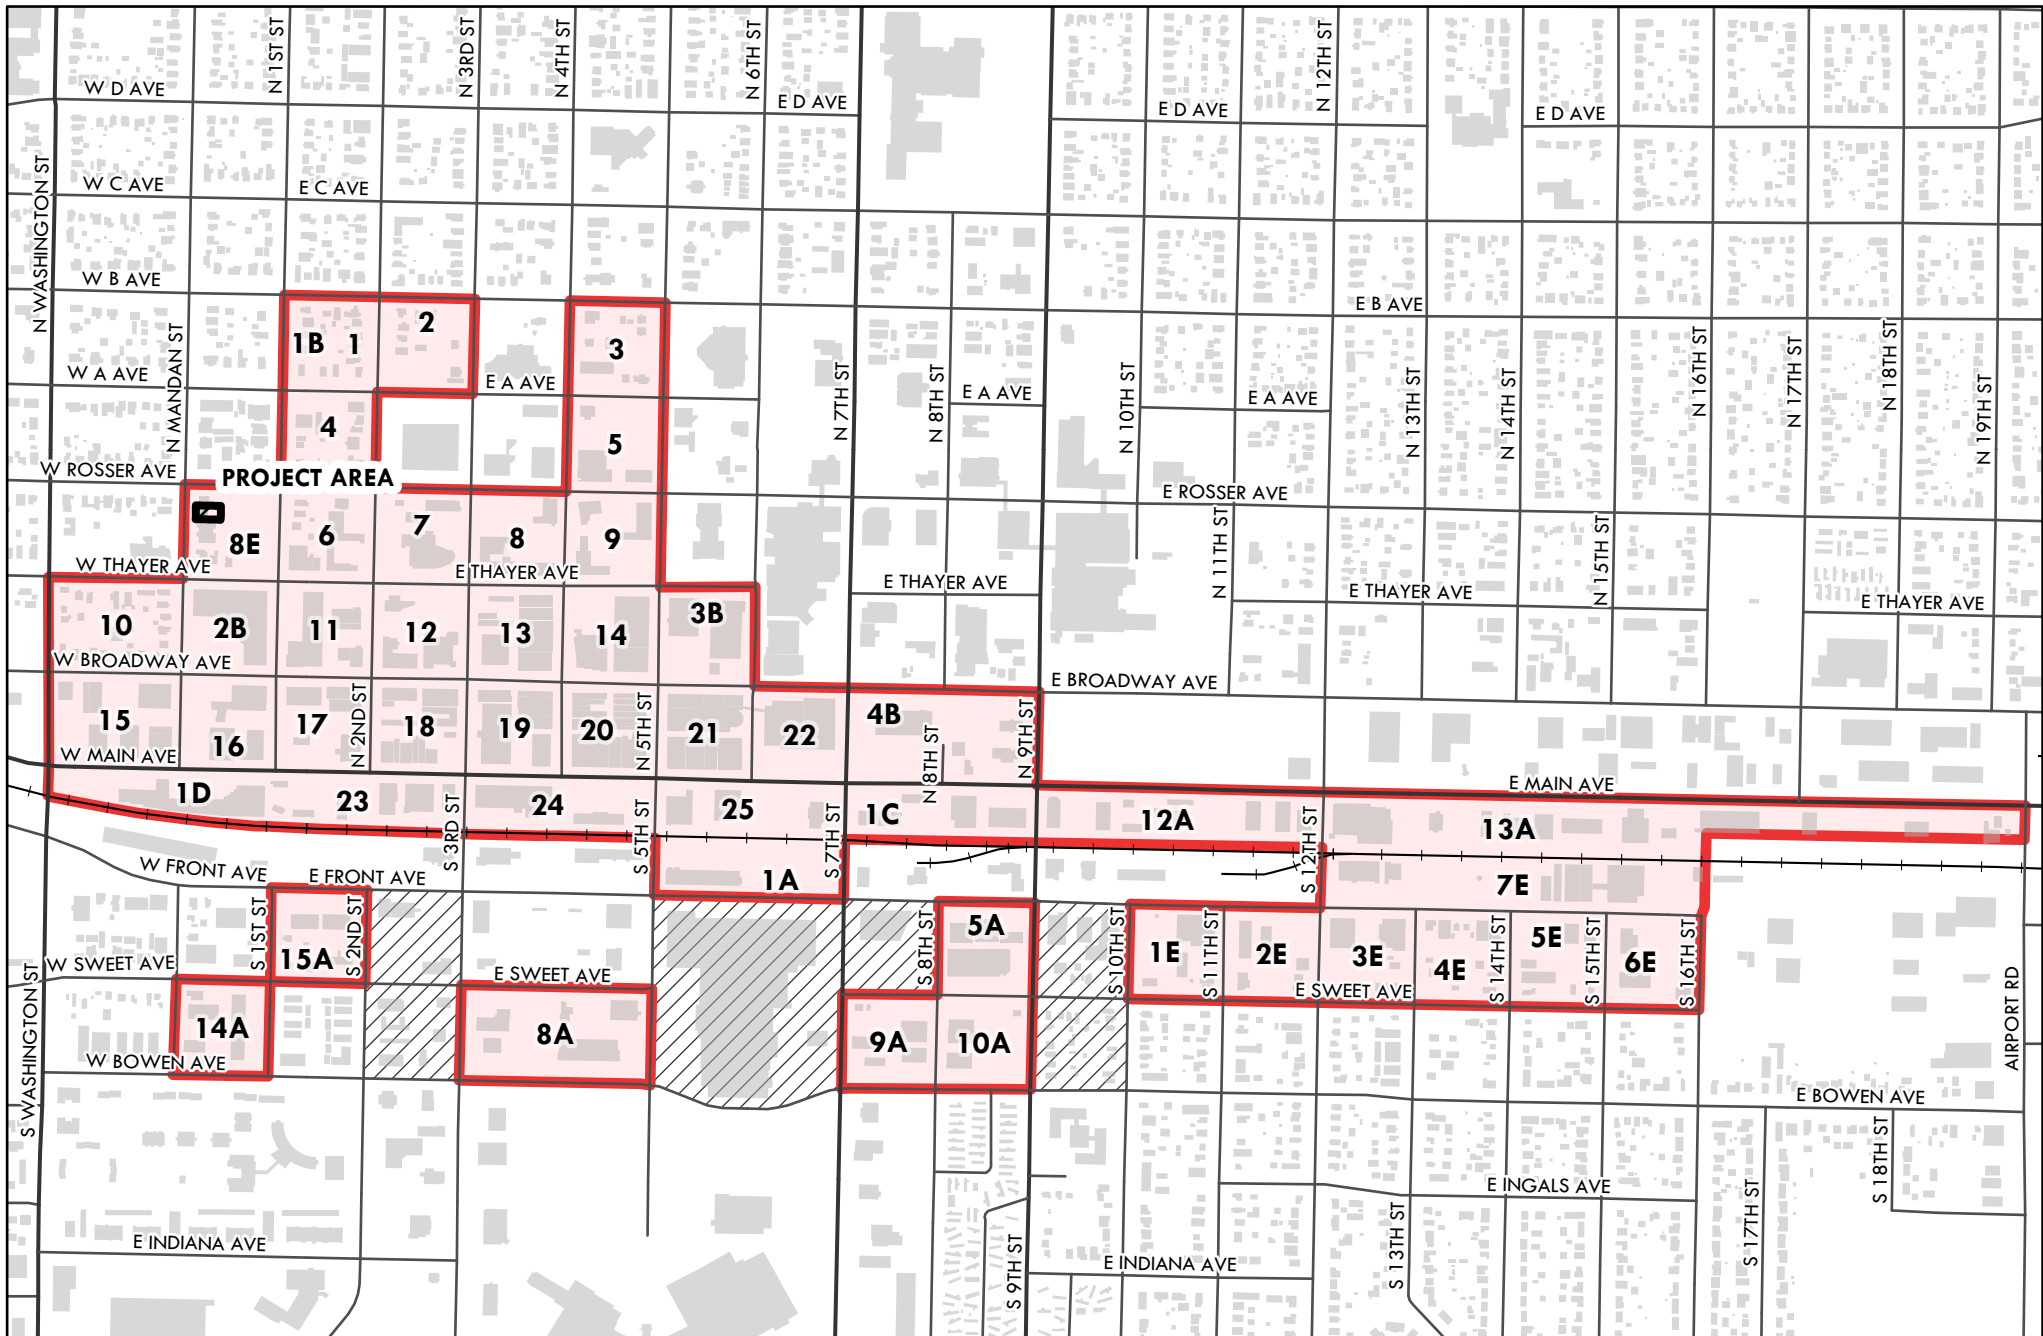 N 1ST ST
N 3RD ST
N 4TH ST
N 6TH ST
N 12TH ST
W D AVE
E D AVE
E D AVE
E D AVE
N WASHINGTON ST
W C AVE
E C AVE
W B AVE
E B AVE
N MANDAN ST
1B
1
2
3
N 7TH ST
N 8TH ST
N 10TH ST
N 13TH ST
N 14TH ST
N 16TH ST
N 17TH ST
N 18TH ST
N 19TH ST
W A AVE
E A AVE
E A AVE
E A AVE
4
5
W ROSSER AVE
PROJECT AREA
E ROSSER AVE
8E
6
7
8
9
N 11TH ST
N 15TH ST
W THAYER AVE
E THAYER AVE
E THAYER AVE
E THAYER AVE
E THAYER AVE
10
2B
11
12
13
14
3B
W BROADWAY AVE
E BROADWAY AVE
15
16
17
N 2ND ST
18
19
20
N 5TH ST
21
22
4B
N 8TH ST
N 9TH ST
W MAIN AVE
E MAIN AVE
1D
23
S 3RD ST
24
S 5TH ST
25
S 7TH ST
1C
12A
S 12TH ST
13A
W FRONT AVE
E FRONT AVE
1A
7E
S 1ST ST
15A
S 2ND ST
S 8TH ST
5A
S 10TH ST
1E
S 11TH ST
2E
3E
4E
S 14TH ST
5E
S 15TH ST
6E
S 16TH ST
W SWEET AVE
E SWEET AVE
E SWEET AVE
S WASHINGTON ST
AIRPORT RD
14A
8A
9A
10A
W BOWEN AVE
E BOWEN AVE
S 18TH ST
E INGALS AVE
S 9TH ST
S 13TH ST
S 17TH ST
E INDIANA AVE
E INDIANA AVE